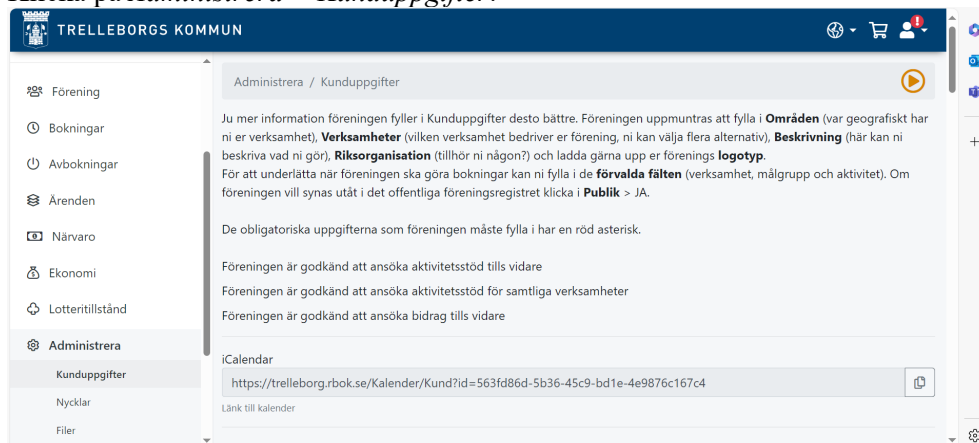 Klicka på Administrera > Kunduppgifter.
TRELLEBORGS KOMMUN
Förening
Bokningar
Avbokningar
Ärenden
Närvaro
Ekonomi
Lotteritillstånd
Administrera
Kunduppgifter
Nycklar
Filer
Administrera / Kunduppgifter
Ju mer information föreningen fyller i Kunduppgifter desto bättre. Föreningen uppmuntras att fylla i Områden (var geografiskt har
ni er verksamhet), Verksamheter (vilken verksamhet bedriver er förening, ni kan välja flera alternativ), Beskrivning (här kan ni
beskriva vad ni gör), Riksorganisation (tillhör ni någon?) och ladda gärna upp er förenings logotyp.
För att underlätta när föreningen ska göra bokningar kan ni fylla i de förvalda fälten (verksamhet, målgrupp och aktivitet). Om
föreningen vill synas utåt i det offentliga föreningsregistret klicka i Publik > JA.
De obligatoriska uppgifterna som föreningen måste fylla i har en röd asterisk.
Föreningen är godkänd att ansöka aktivitetsstöd tills vidare
Föreningen är godkänd att ansöka aktivitetsstöd för samtliga verksamheter
Föreningen är godkänd att ansöka bidrag tills vidare
iCalendar
https://trelleborg.rbok.se/Kalender/Kund?id=563fd86d-5b36-45c9-bd1e-4e9876c167c4
Länk till kalender